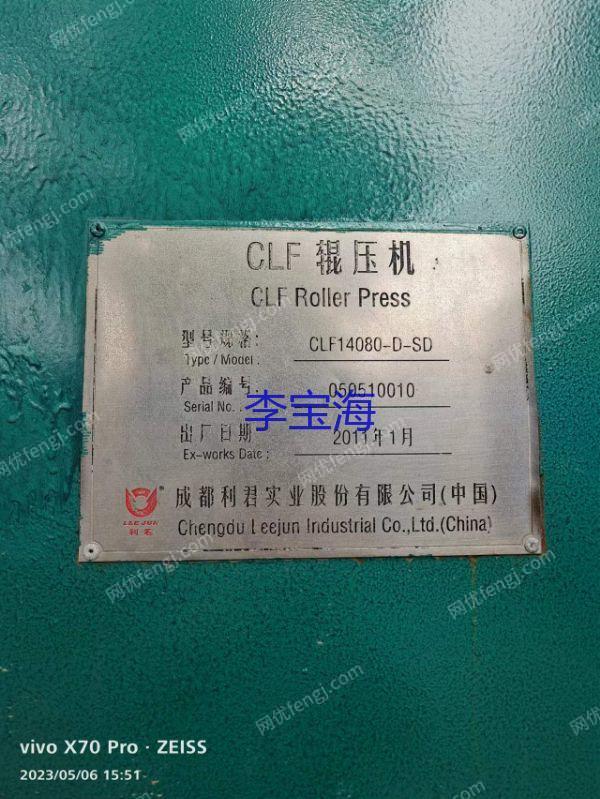 CLF 辊压机
CLF Roller Press
型号规格: CLF14080-D-SD
Type / Model :
产品编号: 050510010
Serial No. :
李宝海
出厂日期 2011年1月
Ex-works Date :
LEE JUN
利君
成都利君实业股份有限公司(中国)
Chengdu Leejun Industrial Co.,Ltd.(China)
vivo X70 Pro · ZEISS
2023/05/06 15:51
网优fengj.com